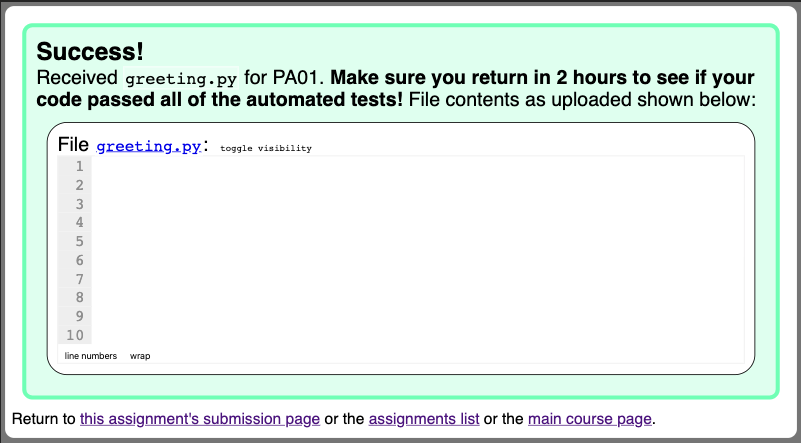 Success!
Received greeting.py for PA01. Make sure you return in 2 hours to see if your
code passed all of the automated tests! File contents as uploaded shown below:
File greeting.py: toggle visibility
1
2
3
4
5
6
7
8
9
10
line numbers wrap
Return to this assignment's submission page or the assignments list or the main course page.